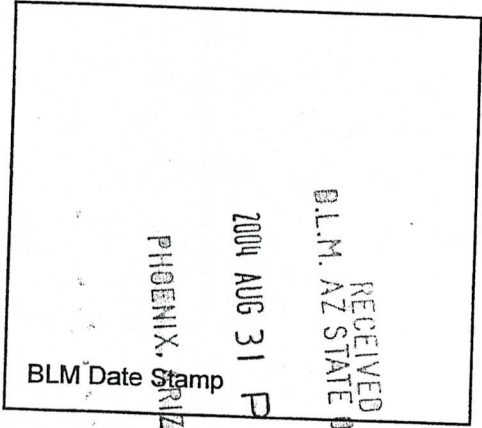 RECEIVED
B.L.M. AZ STATE
2004 AUG 31 P
PHOENIX, ARIZ
BLM Date Stamp